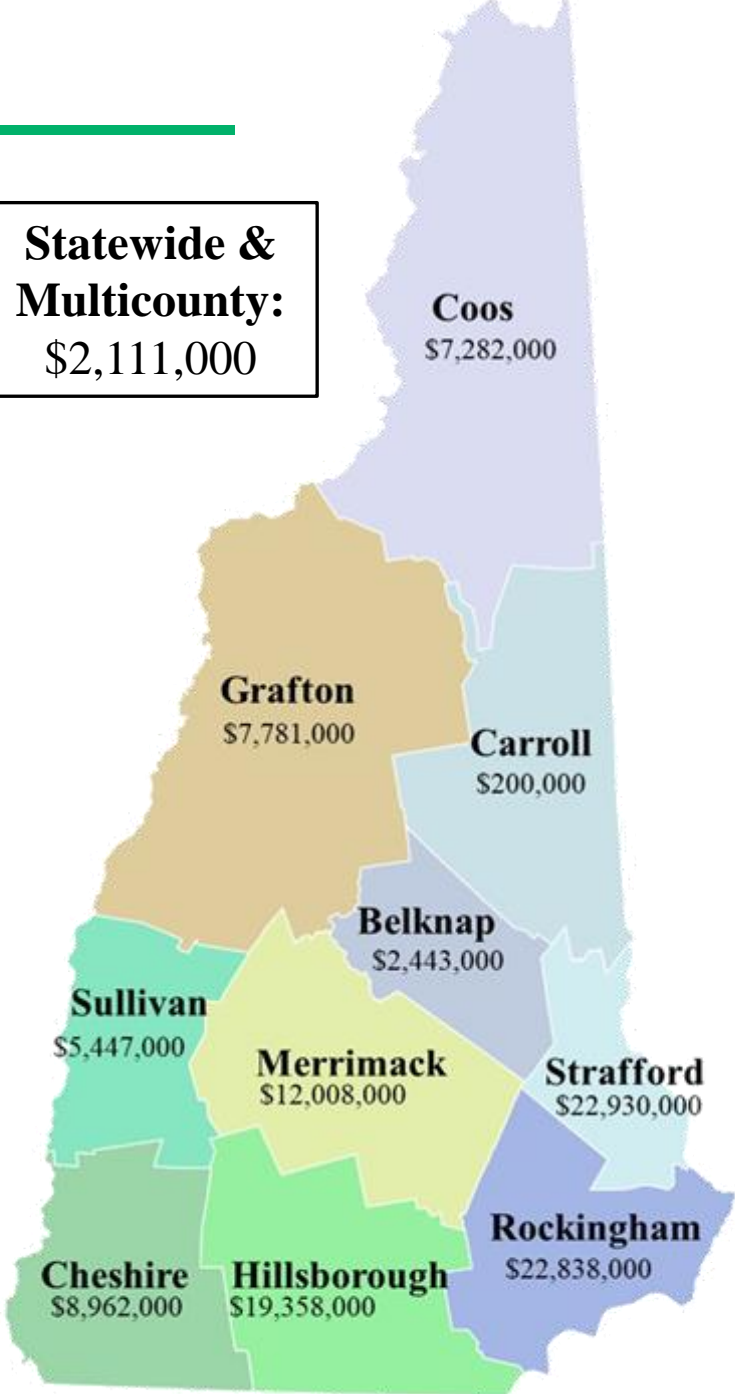 Statewide &
Multicounty:
$2,111,000
Coos
$7,282,000
Grafton
$7,781,000
Carroll
$200,000
Belknap
$2,443,000
Sullivan
$5,447,000
Merrimack
$12,008,000
Strafford
$22,930,000
Rockingham
$22,838,000
Cheshire
$8,962,000
Hillsborough
$19,358,000